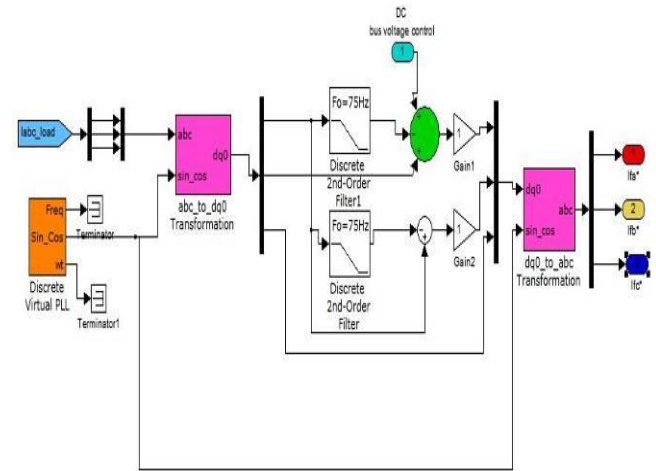 DC
bus voltage control
1
Iabc_load
abc
sin_cos
dq0
abc_to_dq0
Transformation
Fo=75Hz
Discrete
2nd-Order
Filter1
Fo=75Hz
Discrete
2nd-Order
Filter
1
Gain1
1
Gain2
Freq
Sin_Cos
wt
Discrete
Virtual PLL
Terminator
Terminator1
dq0
sin_cos
abc
dq0_to_abc
Transformation
Ifa*
2
Ifb*
Ifc*